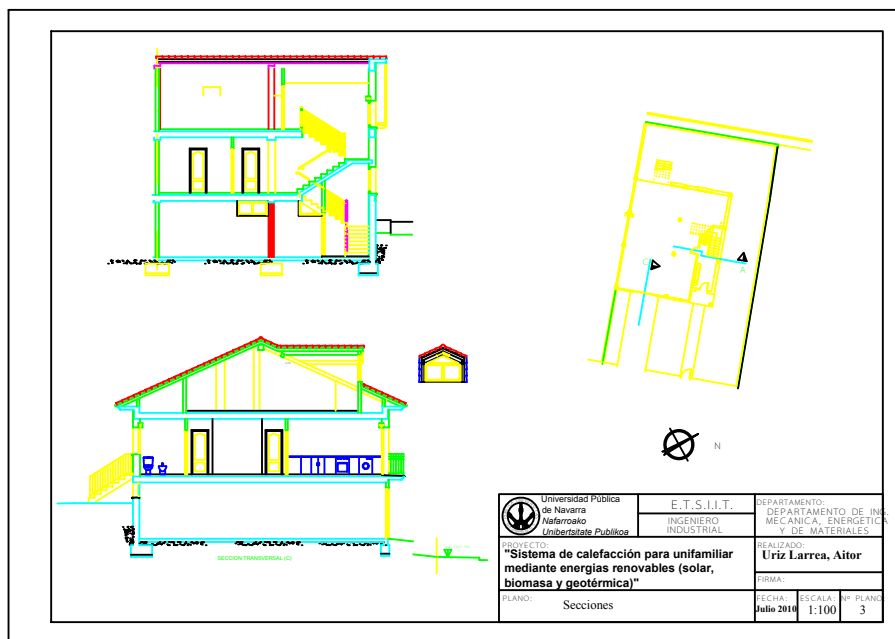 C
A
N
SECCION TRANSVERSAL (C)
Universidad Pública
de Navarra
Nafarroako
Unibertsitate Publikoa
E.T.S.I.I.T.
INGENIERO
INDUSTRIAL
DEPARTAMENTO:
DEPARTAMENTO DE ING.
MECANICA, ENERGETICA
Y DE MATERIALES
PROYECTO:
"Sistema de calefacción para unifamiliar
mediante energias renovables (solar,
biomasa y geotérmica)"
REALIZADO:
Uriz Larrea, Aitor
FIRMA:
PLANO:
Secciones
FECHA:
Julio 2010
ESCALA:
1:100
Nº PLANO:
3